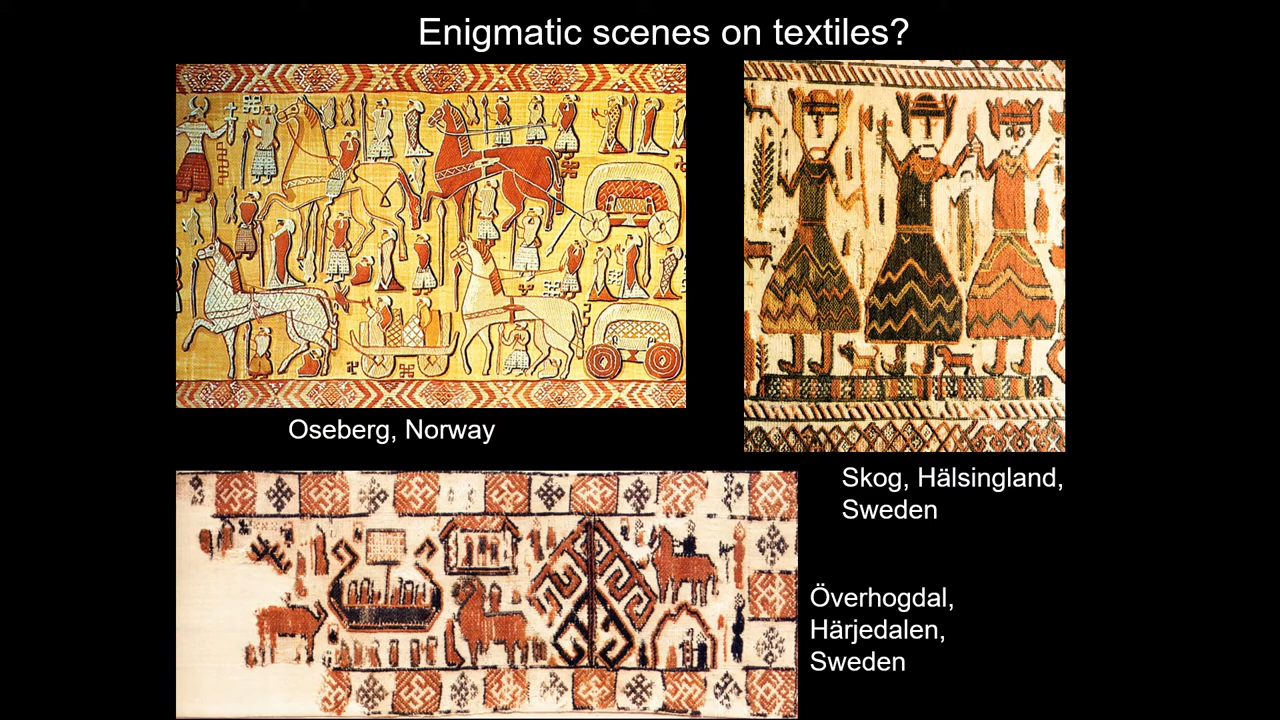 Enigmatic scenes on textiles?
Oseberg, Norway
Skog, Hälsingland,
Sweden
Överhogdal,
Härjedalen,
Sweden